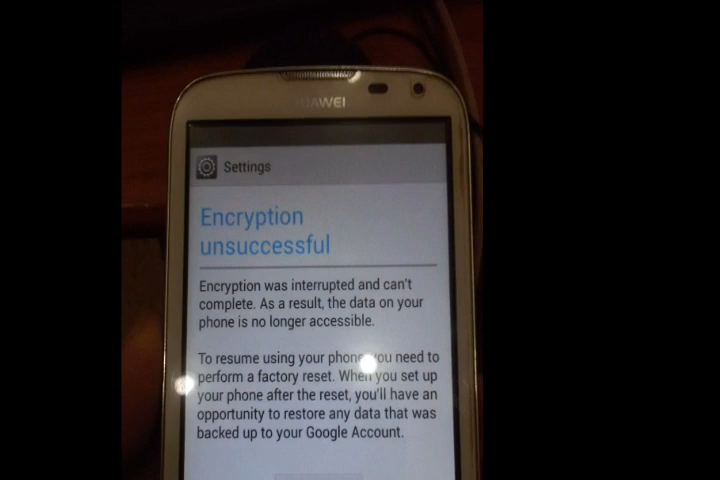 HUAWEI
Settings
Encryption
unsuccessful
Encryption was interrupted and can't
complete. As a result, the data on your
phone is no longer accessible.
To resume using your phone, you need to
perform a factory reset. When you set up
your phone after the reset, you'll have an
opportunity to restore any data that was
backed up to your Google Account.